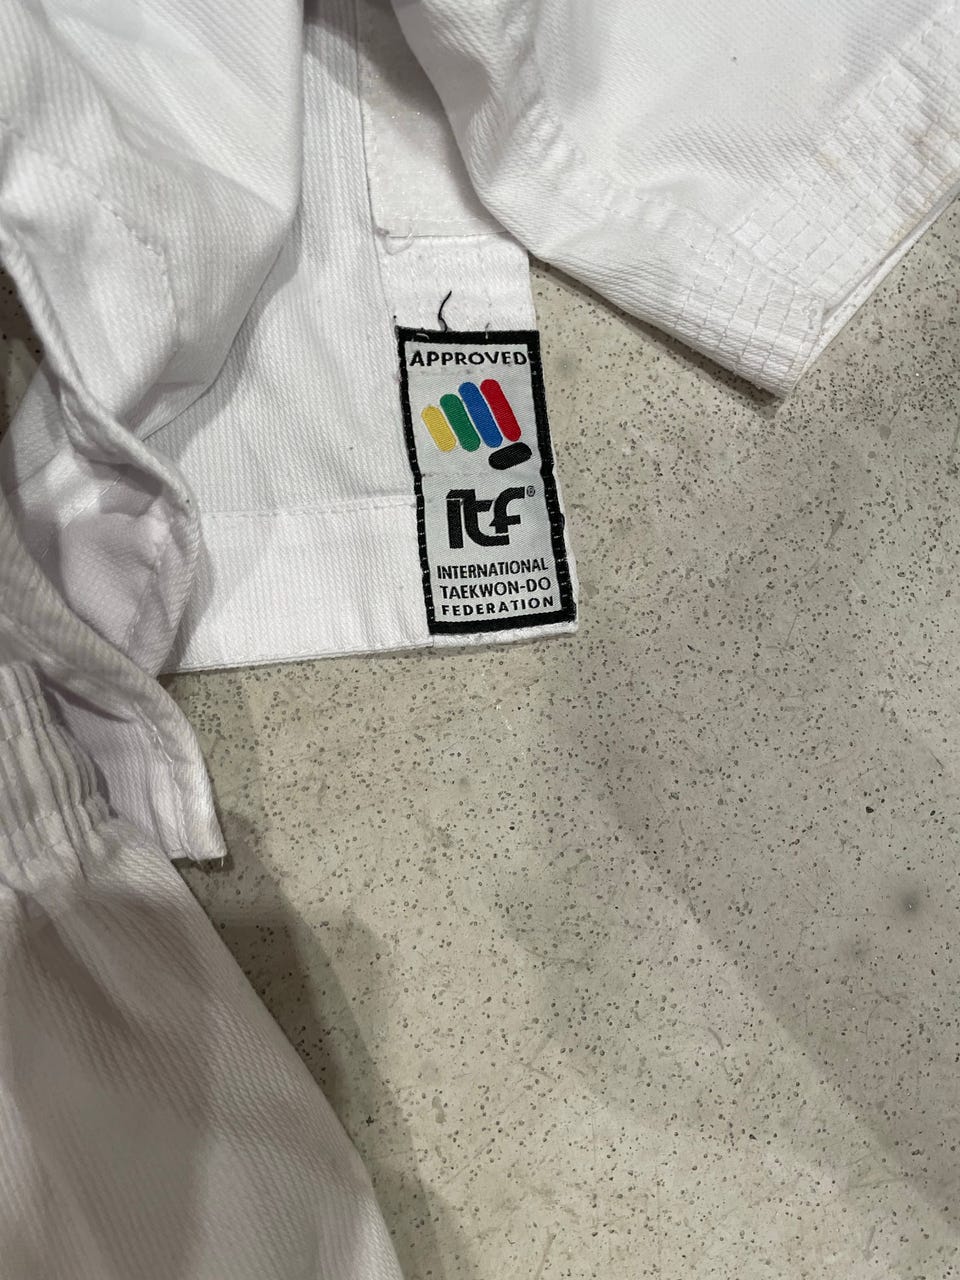 APPROVED
itf®
INTERNATIONAL
TAEKWON-DO
FEDERATION